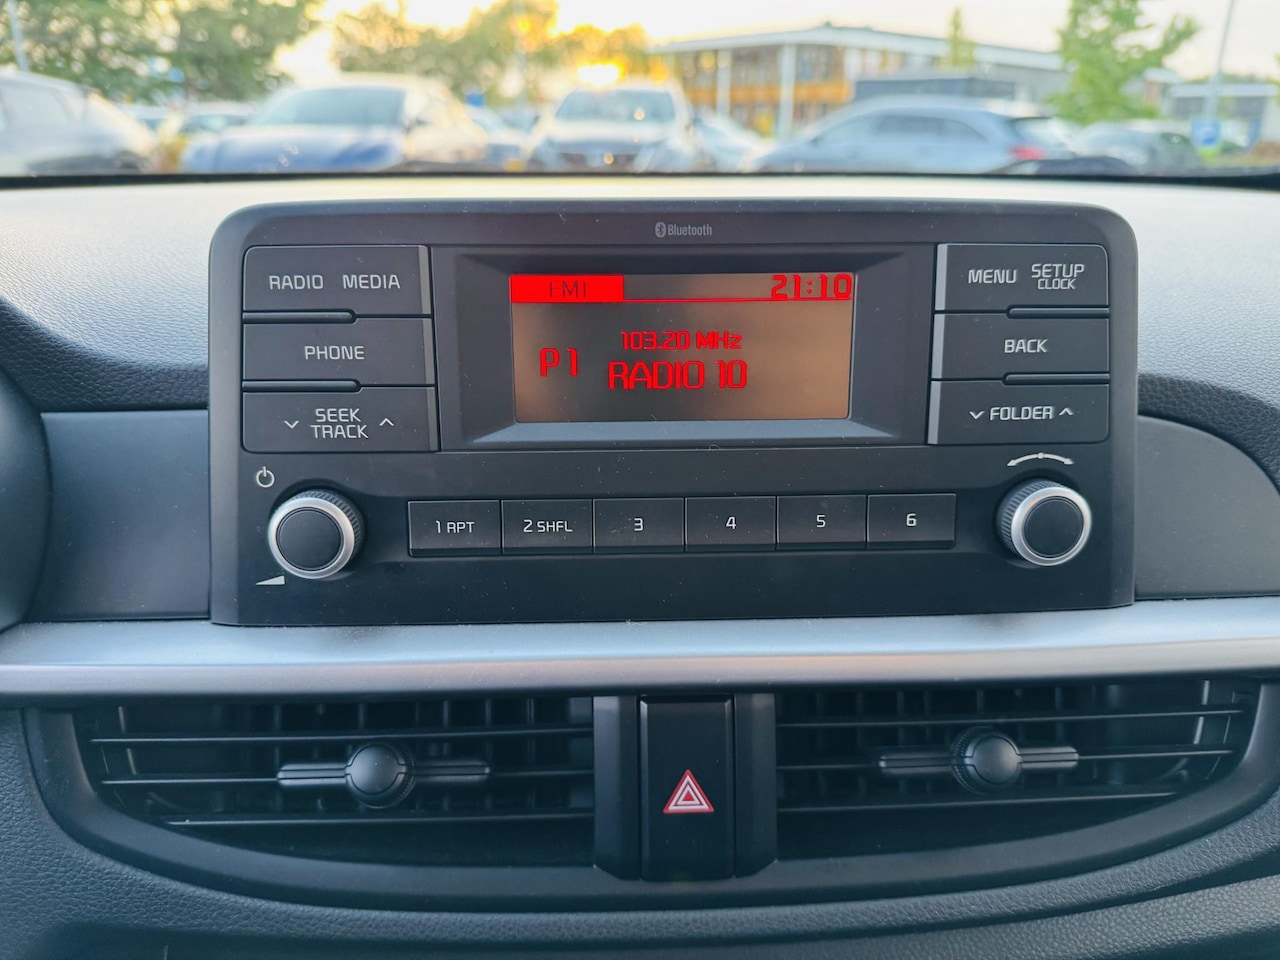 Bluetooth
RADIO MEDIA
PHONE
SEEK
TRACK
FM1 21:10
103.20 MHz
P1
RADIO 10
MENU SETUP
CLOCK
BACK
FOLDER
1 RPT 2 SHFL 3 4 5 6